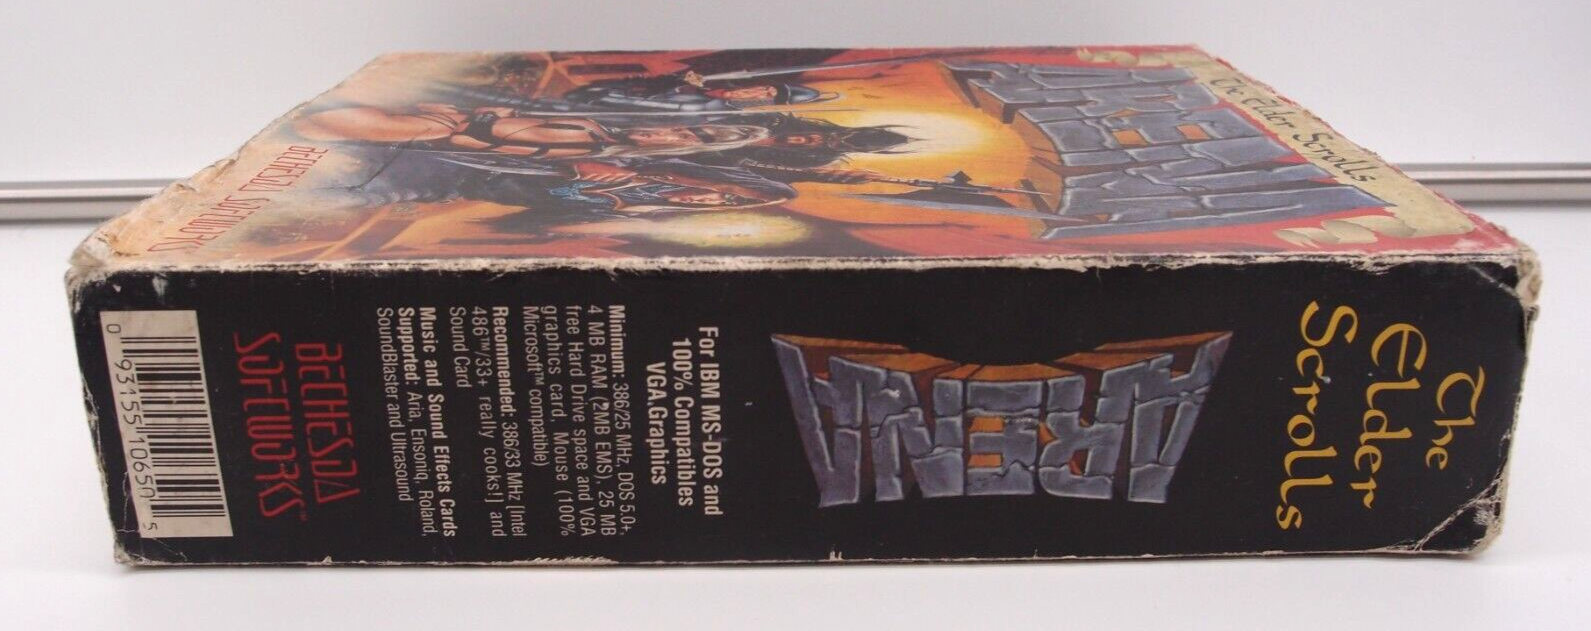 The Elder Scrolls
ARENA
BETHESDA SOFTWORKS
The
Elder
Scrolls
ARENA
For IBM MS-DOS and
100% Compatibles
VGA Graphics
Minimum: 386/25 MHz, DOS 5.0+,
4 MB RAM (2MB EMS), 25 MB
free Hard Drive space and VGA
graphics card, Mouse (100%
Microsoft™ compatible)
Recommended: 386/33 MHz [Intel
486™/33+ really cooks!] and
Sound Card
Music and Sound Effects Cards
Supported: Aria, Ensoniq, Roland,
SoundBlaster and Ultrasound
BETHESDA
SOFTWORKS™
0 93155 10650 5